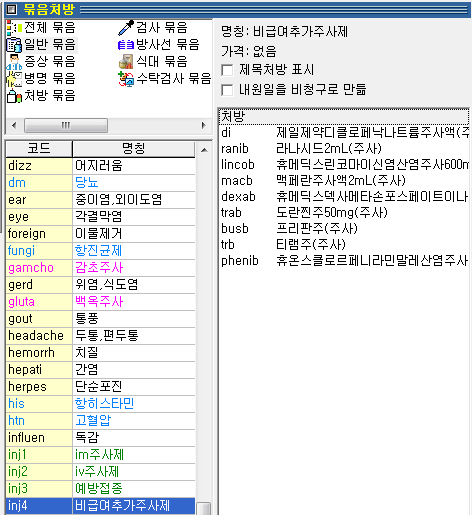 묶음처방
전체 묶음
검사 묶음
일반 묶음
방사선 묶음
증상 묶음
식대 묶음
병명 묶음
수탁검사 묶음
처방 묶음
코드 명칭
dizz 어지러움
dm 당뇨
ear 중이염,외이도염
eye 각결막염
foreign 이물제거
fungi 항진균제
gamcho 감초주사
gerd 위염,식도염
gluta 백옥주사
gout 통풍
headache 두통,편두통
hemorrh 치질
hepati 간염
herpes 단순포진
his 항히스타민
htn 고혈압
influen 독감
inj1 im주사제
inj2 iv주사제
inj3 예방접종
inj4 비급여추가주사제
명칭: 비급여추가주사제
가격: 없음
제목처방 표시
내원일을 비청구로 만듦
처방
di 제일제약디클로페낙나트륨주사액(주
ranib 라나시드2mL(주사)
lincob 휴메딕스린코마이신염산염주사600m
macb 맥페란주사액2mL(주사)
dexab 휴메딕스덱사메타손포스페이트이나
trab 도란찐주50mg(주사)
busb 프리판주(주사)
trb 티램주(주사)
phenib 휴온스클로르페니라민말레산염주사